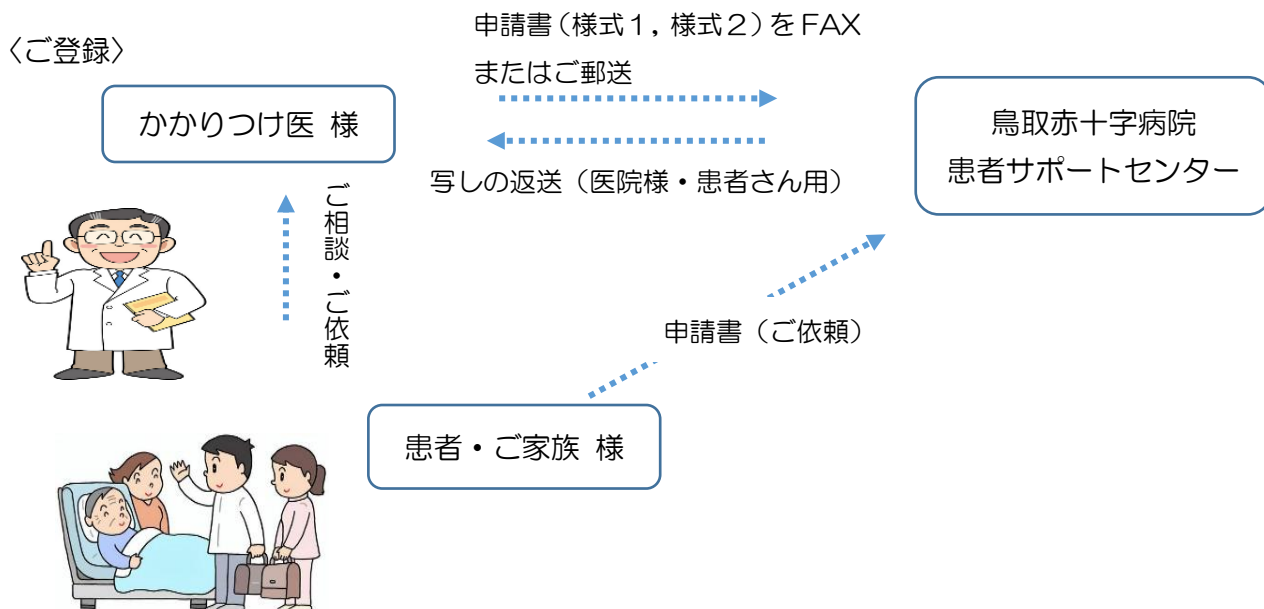 〈ご登録〉
申請書(様式1,様式2)をFAX
またはご郵送
かかりつけ医 様
鳥取赤十字病院
患者サポートセンター
写しの返送(医院様・患者さん用)
ご相談・ご依頼
申請書(ご依頼)
患者・ご家族 様